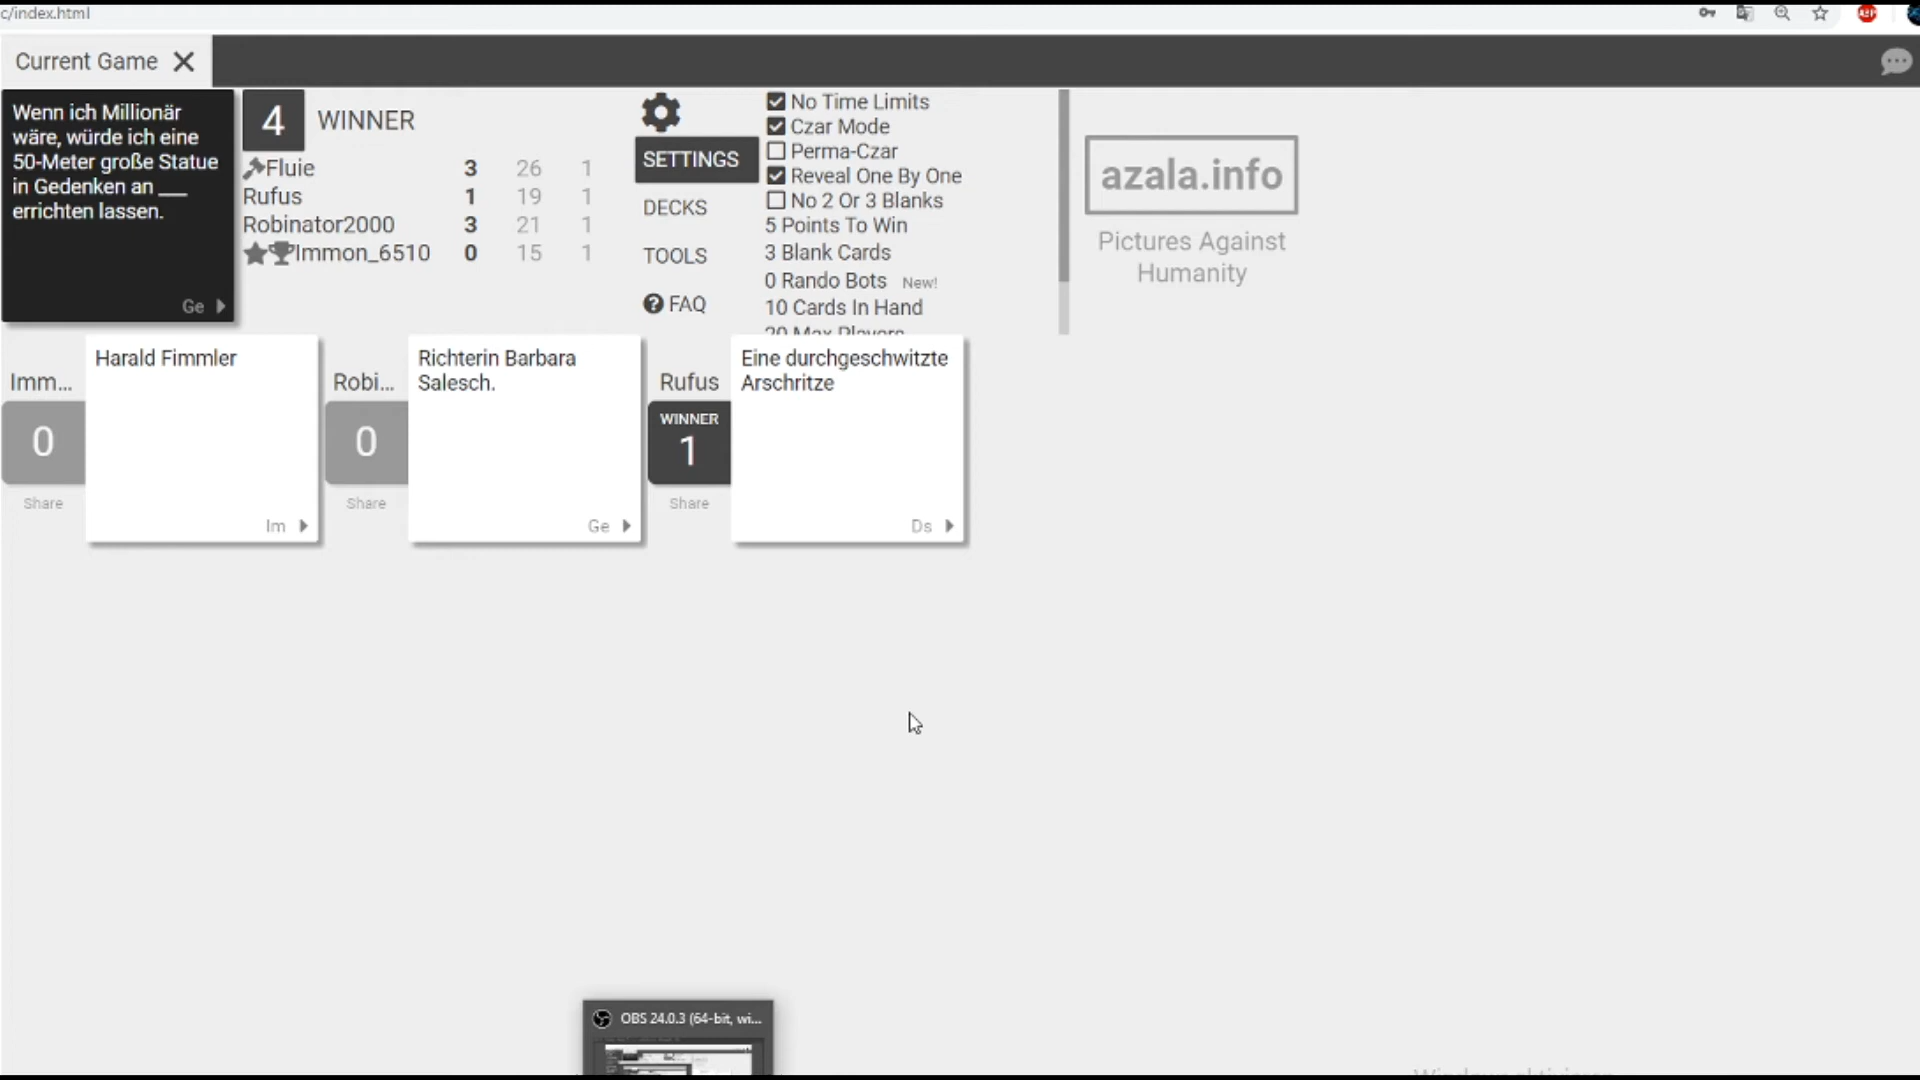 c/index.html
Current Game
Wenn ich Millionär
wäre, würde ich eine
50-Meter große Statue
in Gedenken an ___
errichten lassen.
Ge
4 WINNER
Fluie 3 26 1
Rufus 1 19 1
Robinator2000 3 21 1
Immon_6510 0 15 1
SETTINGS
DECKS
TOOLS
FAQ
No Time Limits
Czar Mode
Perma-Czar
Reveal One By One
No 2 Or 3 Blanks
5 Points To Win
3 Blank Cards
0 Rando Bots New!
10 Cards In Hand
20 Max Players
azala.info
Pictures Against
Humanity
Imm...
0
Share
Harald Fimmler
Im
Robi...
0
Share
Richterin Barbara
Salesch.
Ge
Rufus
WINNER
1
Share
Eine durchgeschwitzte
Arschritze
Ds
OBS 24.0.3 (64-bit, wi...